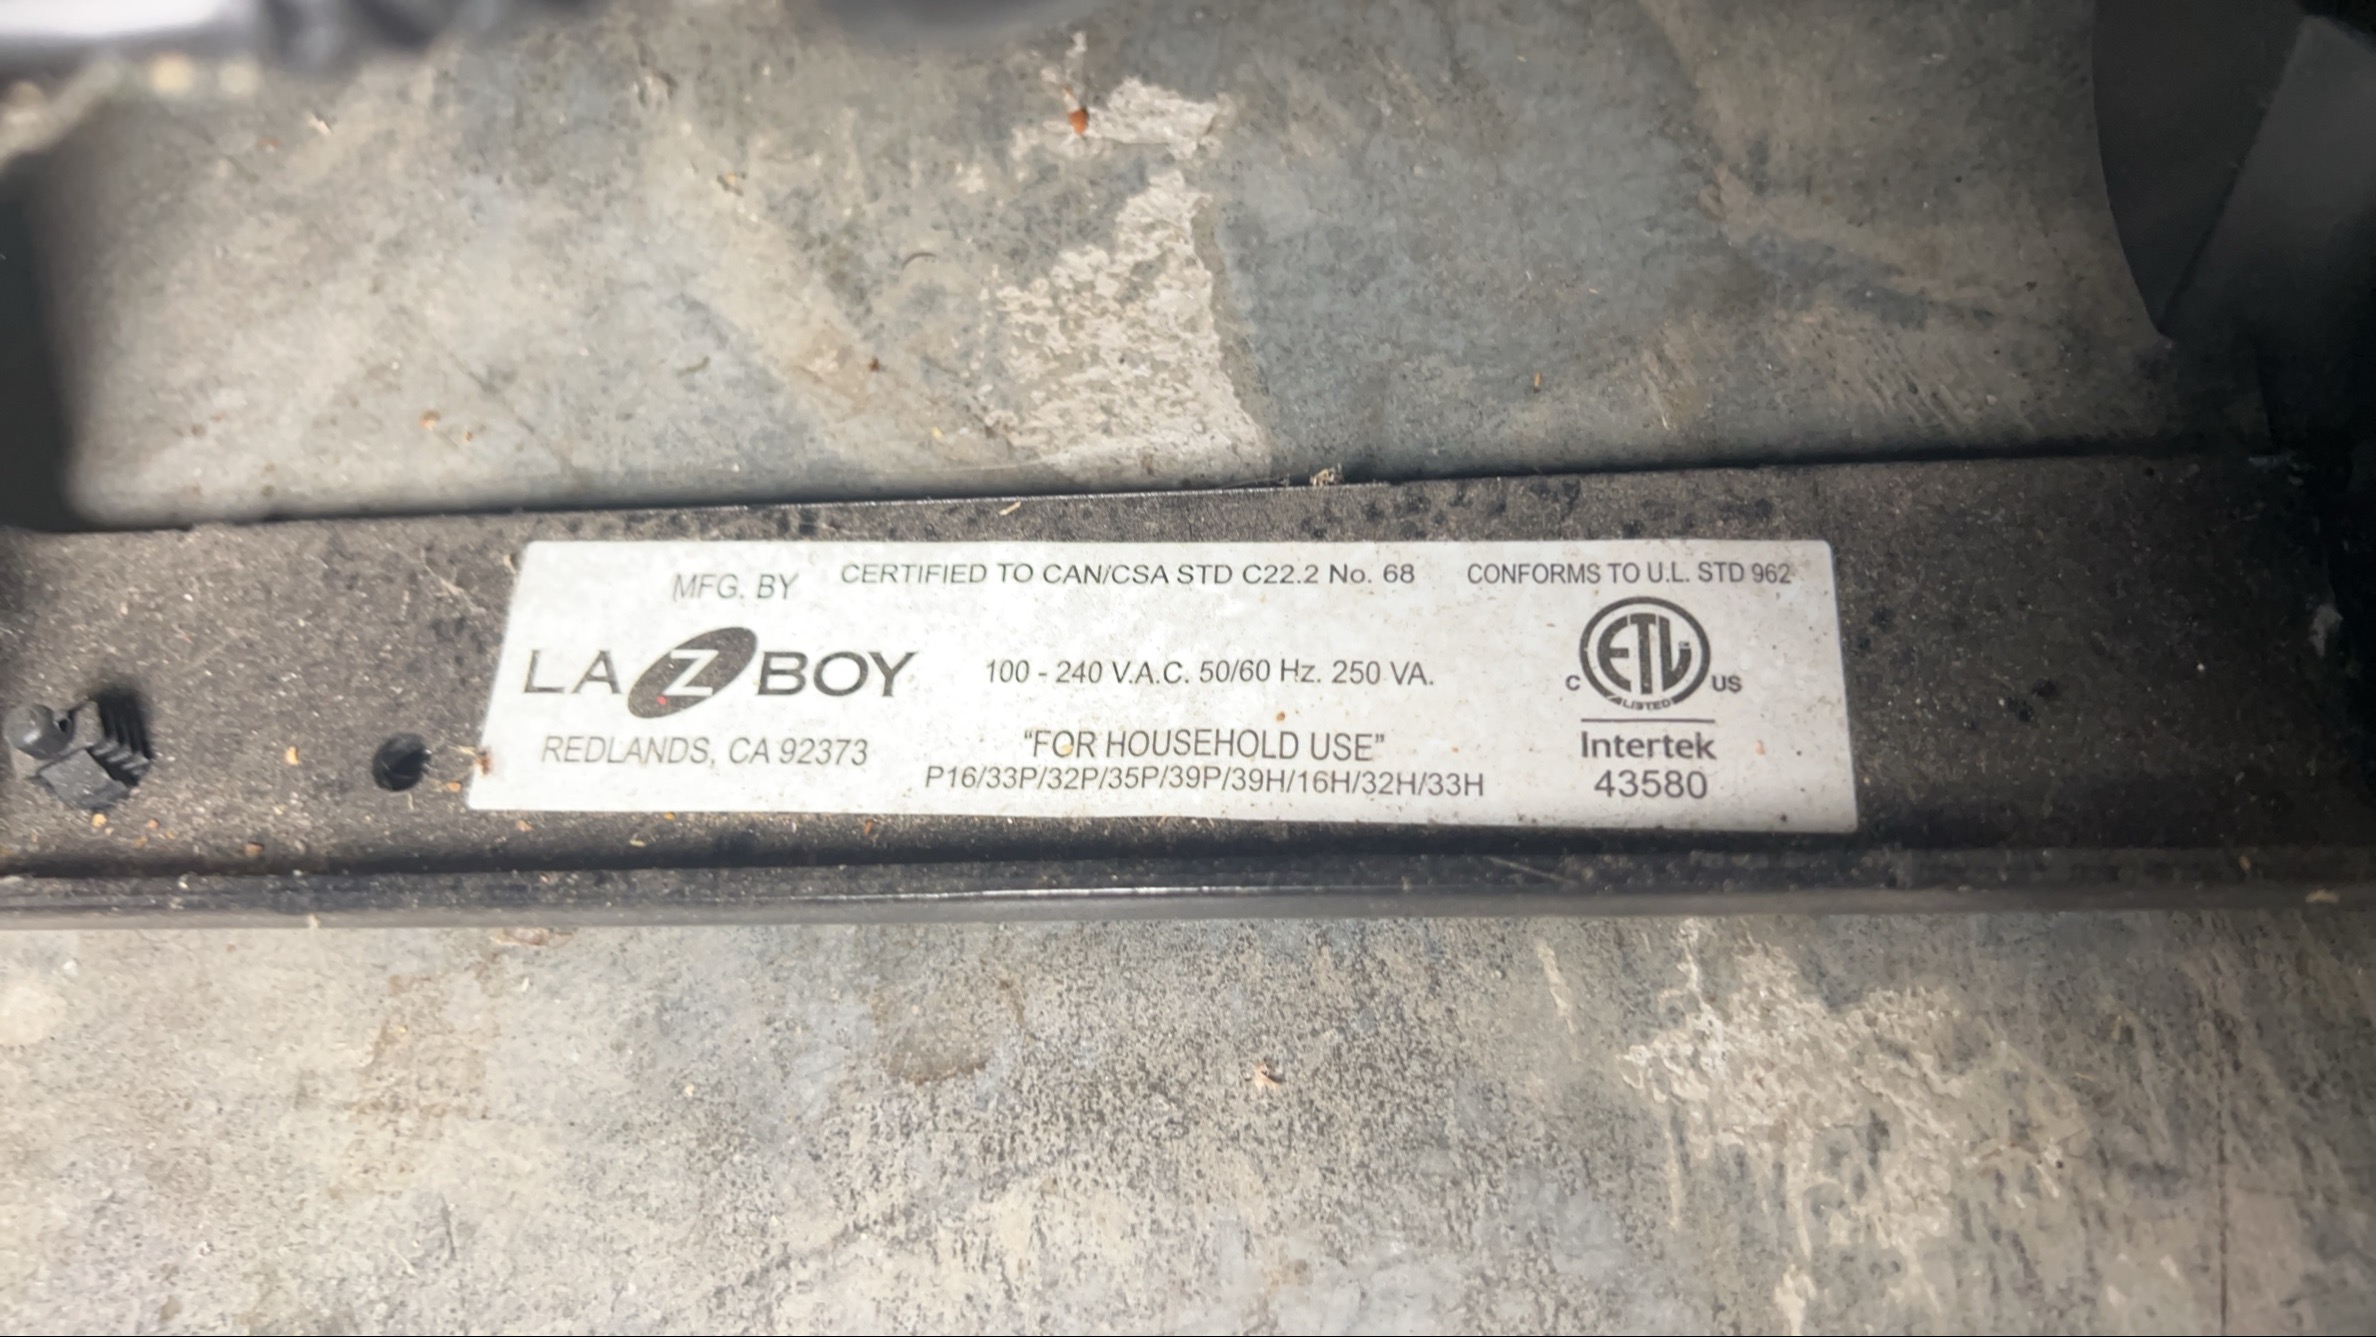 MFG. BY
CERTIFIED TO CAN/CSA STD C22.2 No. 68
CONFORMS TO U.L. STD 962
LA Z BOY
100 - 240 V.A.C. 50/60 Hz. 250 VA.
ETL
C US
LISTED
REDLANDS, CA 92373
"FOR HOUSEHOLD USE"
Intertek
P16/33P/32P/35P/39P/39H/16H/32H/33H
43580